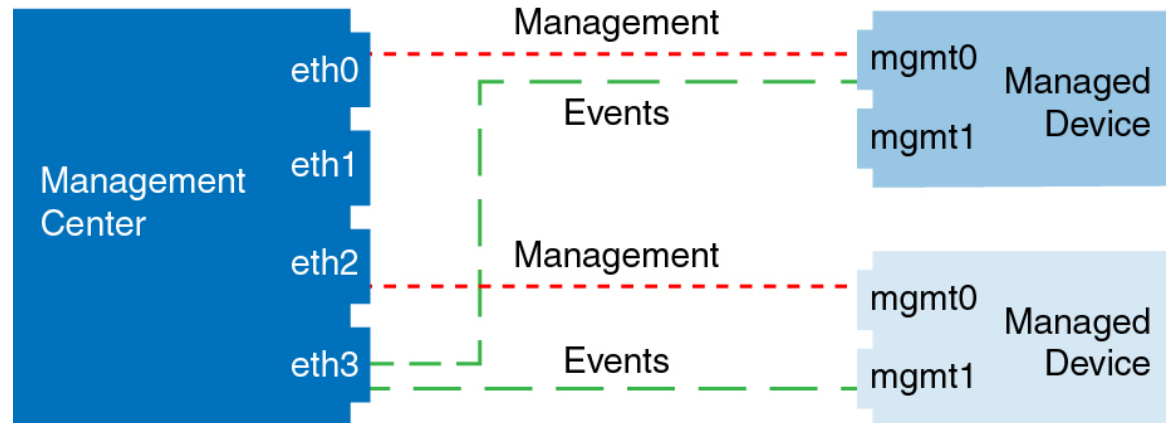 Management
Center
eth0
eth1
eth2
eth3
Management
Events
Management
Events
mgmt0
mgmt1
Managed
Device
mgmt0
mgmt1
Managed
Device